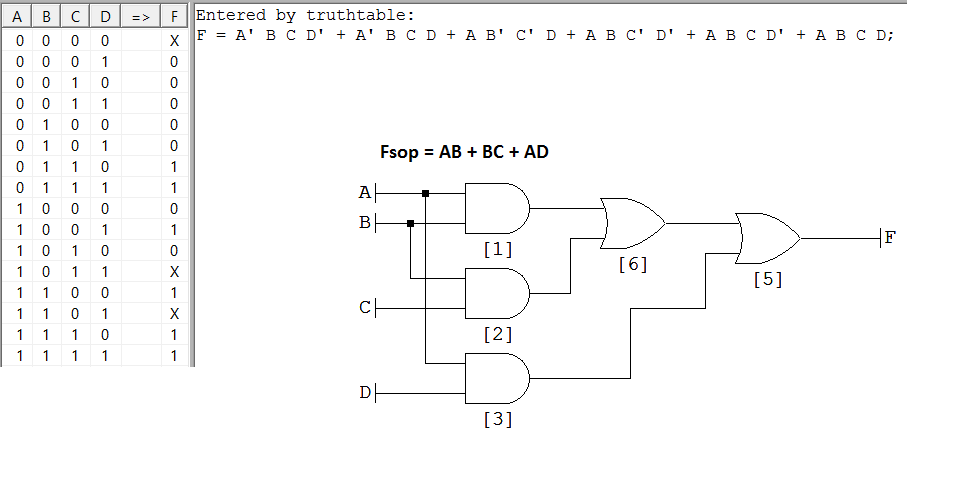 A B C D => F
0 0 0 0 X
0 0 0 1 0
0 0 1 0 0
0 0 1 1 0
0 1 0 0 0
0 1 0 1 0
0 1 1 0 1
0 1 1 1 1
1 0 0 0 0
1 0 0 1 1
1 0 1 0 0
1 0 1 1 X
1 1 0 0 1
1 1 0 1 X
1 1 1 0 1
1 1 1 1 1
Entered by truthtable:
F = A' B C D' + A' B C D + A B' C' D + A B C' D' + A B C D' + A B C D;
Fsop = AB + BC + AD
A
B
[1]
[6]
F
[5]
C
[2]
D
[3]